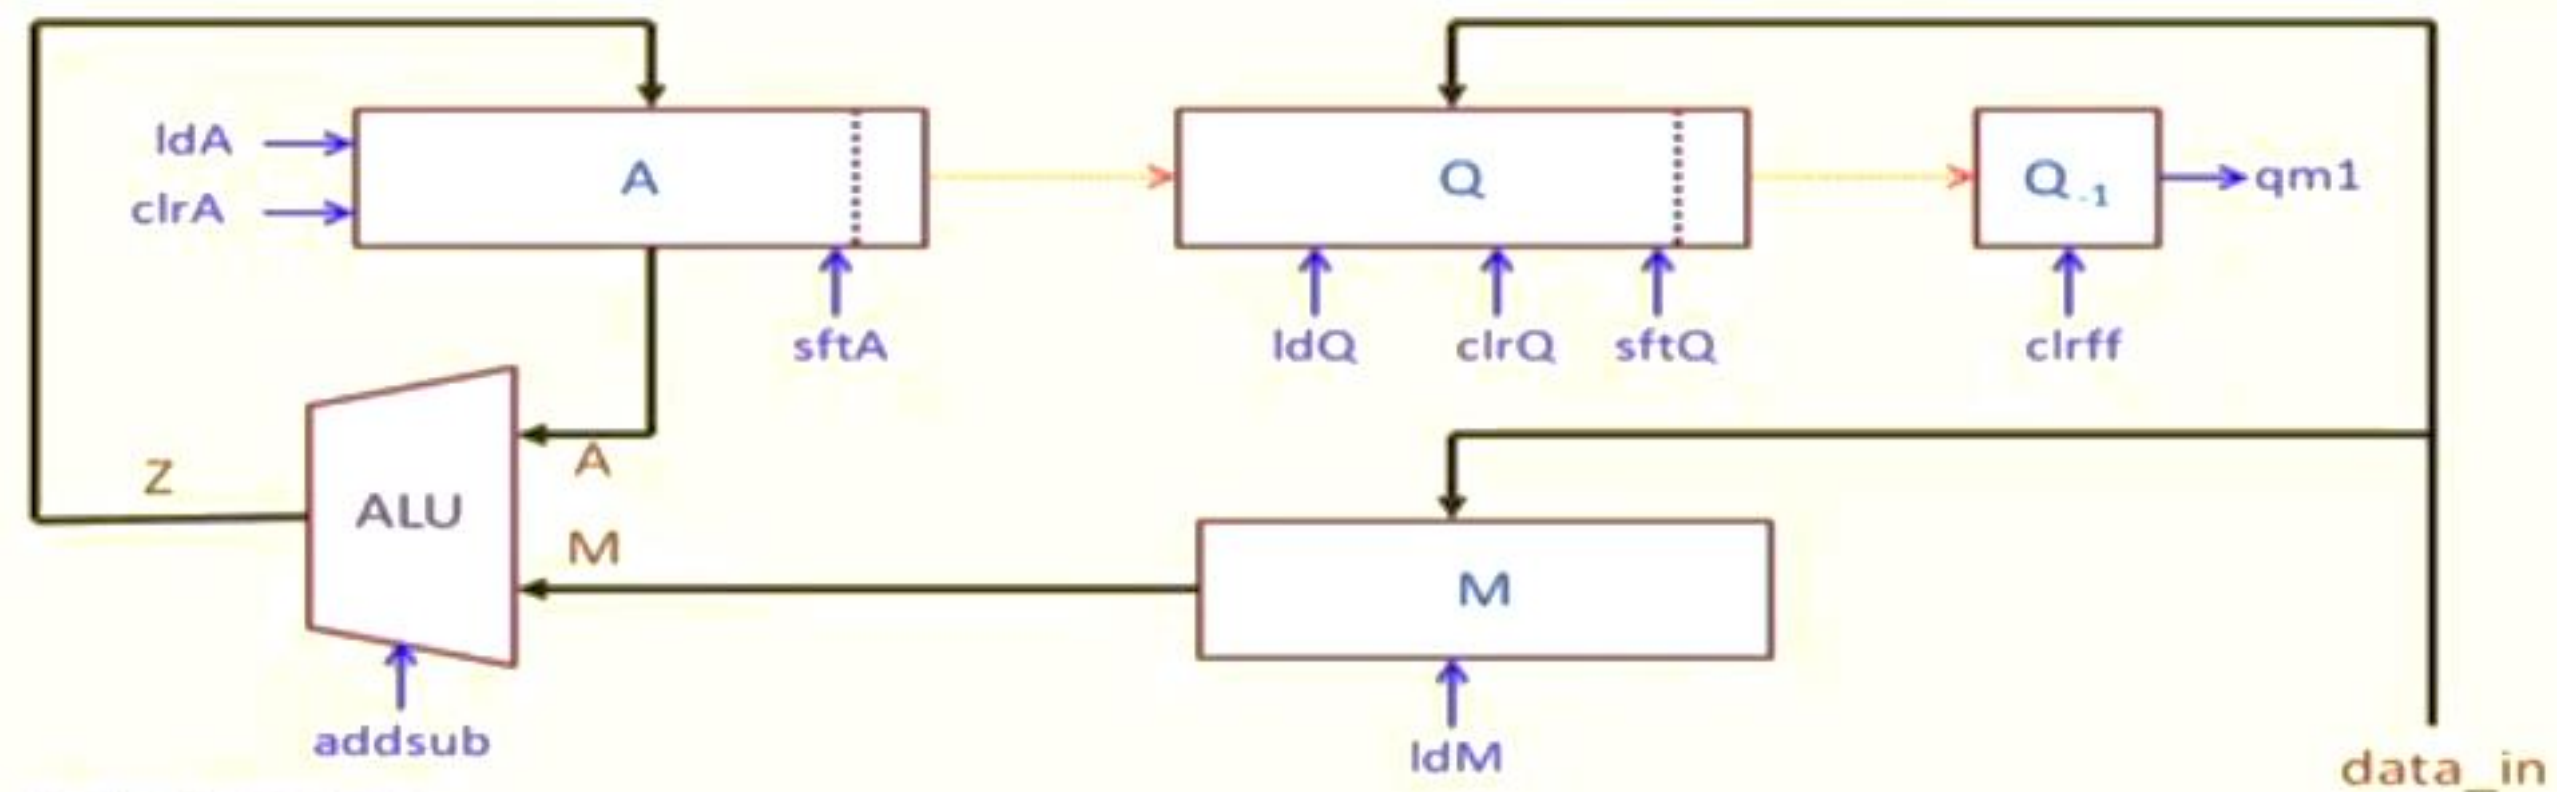 ldA
clrA
A
Q
Q -1
qm1
sftA
ldQ
clrQ
sftQ
clrff
Z
ALU
A
M
M
addsub
ldM
data_in